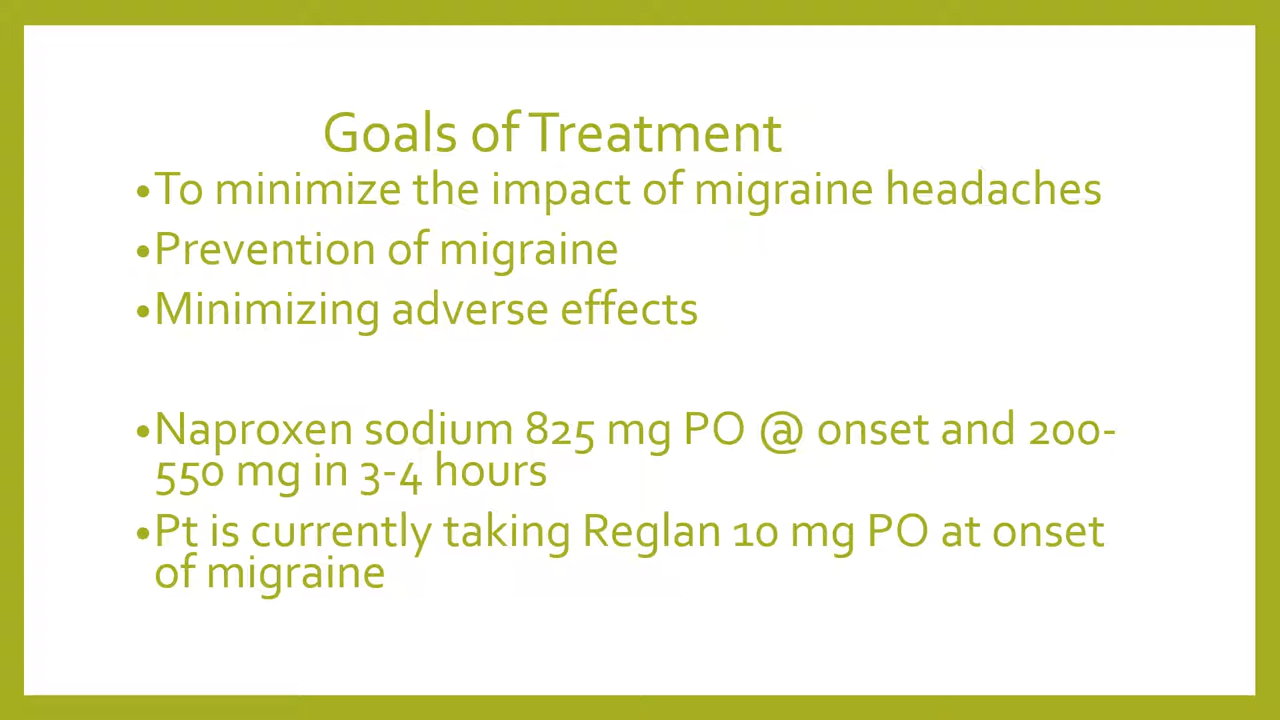 Goals of Treatment
•To minimize the impact of migraine headaches
•Prevention of migraine
•Minimizing adverse effects
•Naproxen sodium 825 mg PO @ onset and 200-
550 mg in 3-4 hours
•Pt is currently taking Reglan 10 mg PO at onset
of migraine